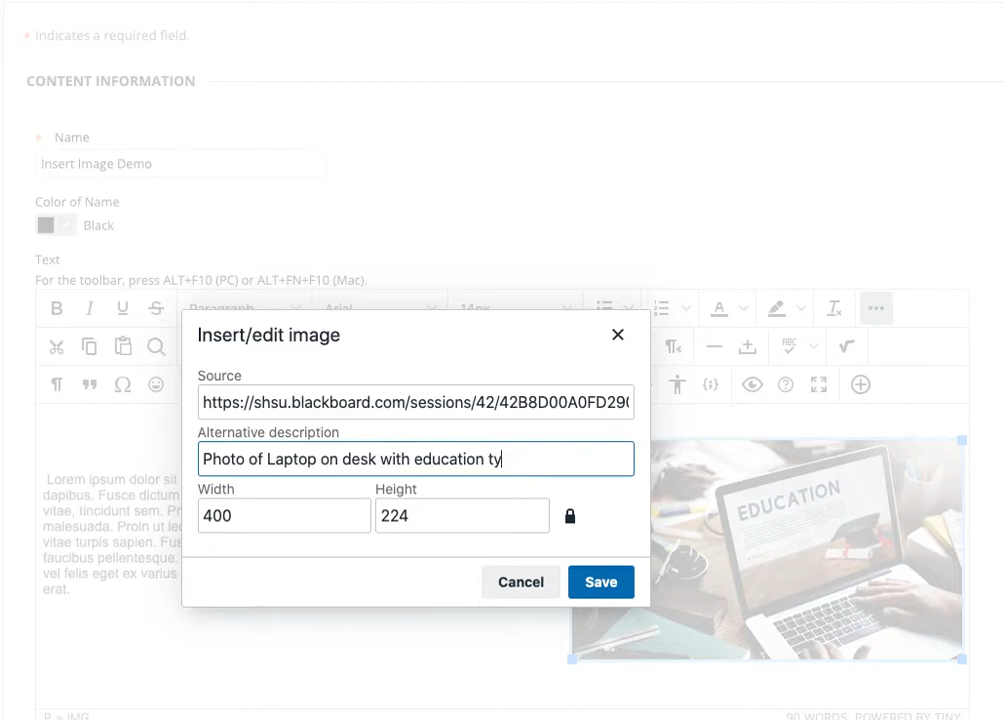 * Indicates a required field.
CONTENT INFORMATION
* Name
Insert Image Demo
Color of Name
Black
Text
For the toolbar, press ALT+F10 (PC) or ALT+FN+F10 (Mac).
B I U S Paragraph Arial 14px
Insert/edit image
Source
https://shsu.blackboard.com/sessions/42/42B8D00A0FD290
Alternative description
Photo of Laptop on desk with education ty
Width Height
400 224
Cancel Save
Lorem ipsum dolor sit
dapibus. Fusce dictum
vitae, tincidunt sem. Pr
malesuada. Proin ut leo
vitae turpis sapien. Fus
faucibus pellentesque.
vel felis eget ex varius
erat.
EDUCATION
P » IMG 90 WORDS, POWERED BY TINY